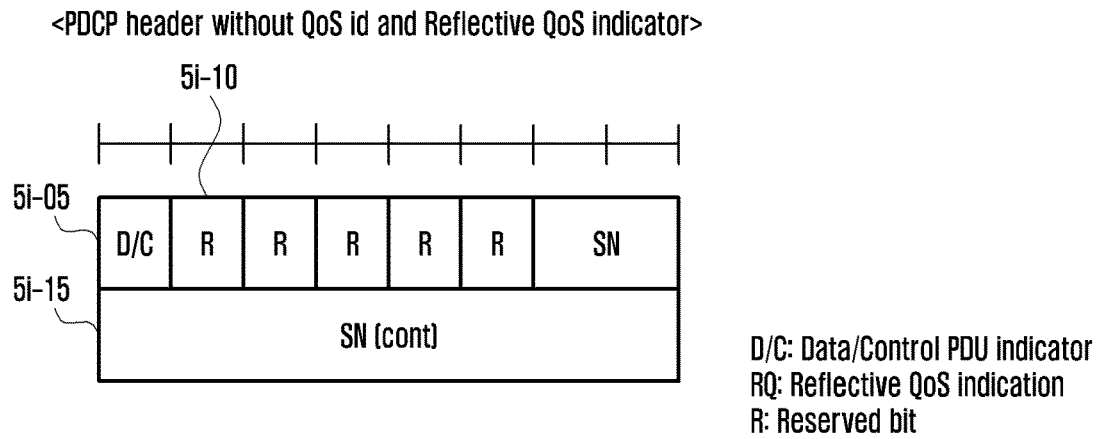 <PDCP header without QoS id and Reflective QoS indicator>
5i-10
5i-05
D/C R R R R R SN
5i-15
SN (cont)
D/C: Data/Control PDU indicator
RQ: Reflective QoS indication
R: Reserved bit